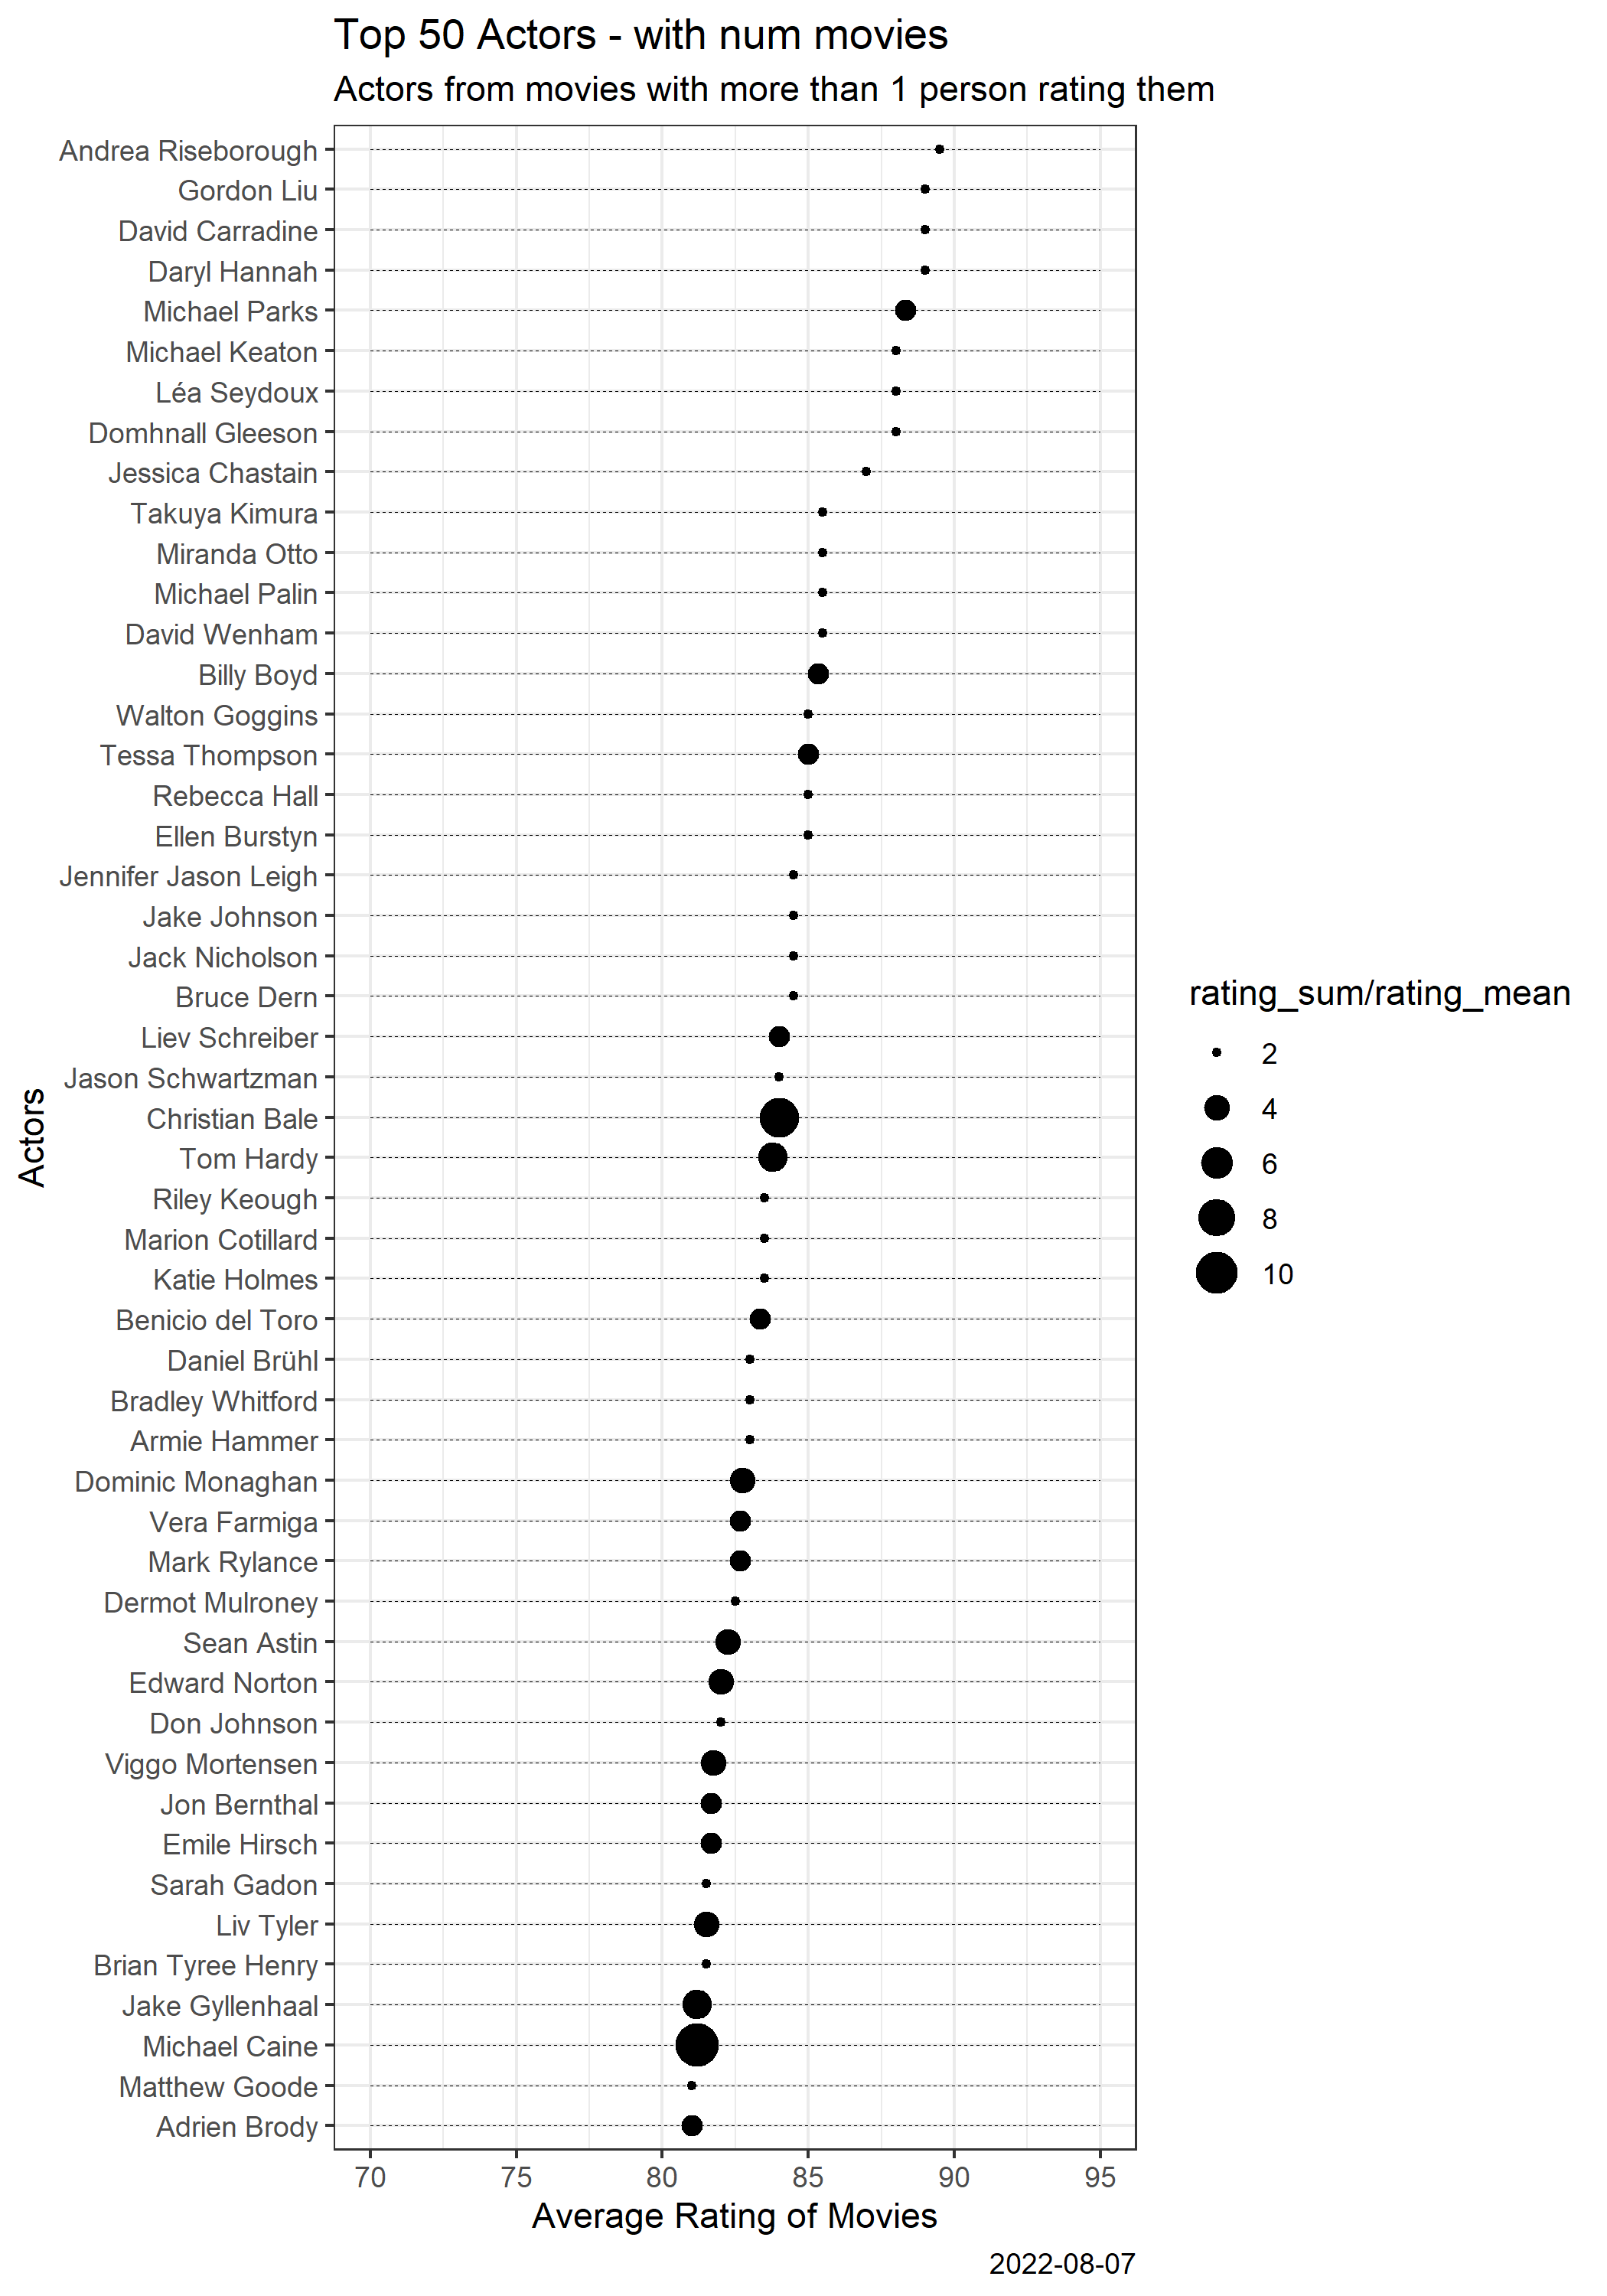 Top 50 Actors - with num movies
Actors from movies with more than 1 person rating them
Andrea Riseborough
Gordon Liu
David Carradine
Daryl Hannah
Michael Parks
Michael Keaton
Léa Seydoux
Domhnall Gleeson
Jessica Chastain
Takuya Kimura
Miranda Otto
Michael Palin
David Wenham
Billy Boyd
Walton Goggins
Tessa Thompson
Rebecca Hall
Ellen Burstyn
Jennifer Jason Leigh
Jake Johnson
Jack Nicholson
Bruce Dern
Liev Schreiber
Jason Schwartzman
Christian Bale
Tom Hardy
Riley Keough
Marion Cotillard
Katie Holmes
Benicio del Toro
Daniel Brühl
Bradley Whitford
Armie Hammer
Dominic Monaghan
Vera Farmiga
Mark Rylance
Dermot Mulroney
Sean Astin
Edward Norton
Don Johnson
Viggo Mortensen
Jon Bernthal
Emile Hirsch
Sarah Gadon
Liv Tyler
Brian Tyree Henry
Jake Gyllenhaal
Michael Caine
Matthew Goode
Adrien Brody
Actors
70 75 80 85 90 95
Average Rating of Movies
rating_sum/rating_mean
2
4
6
8
10
2022-08-07